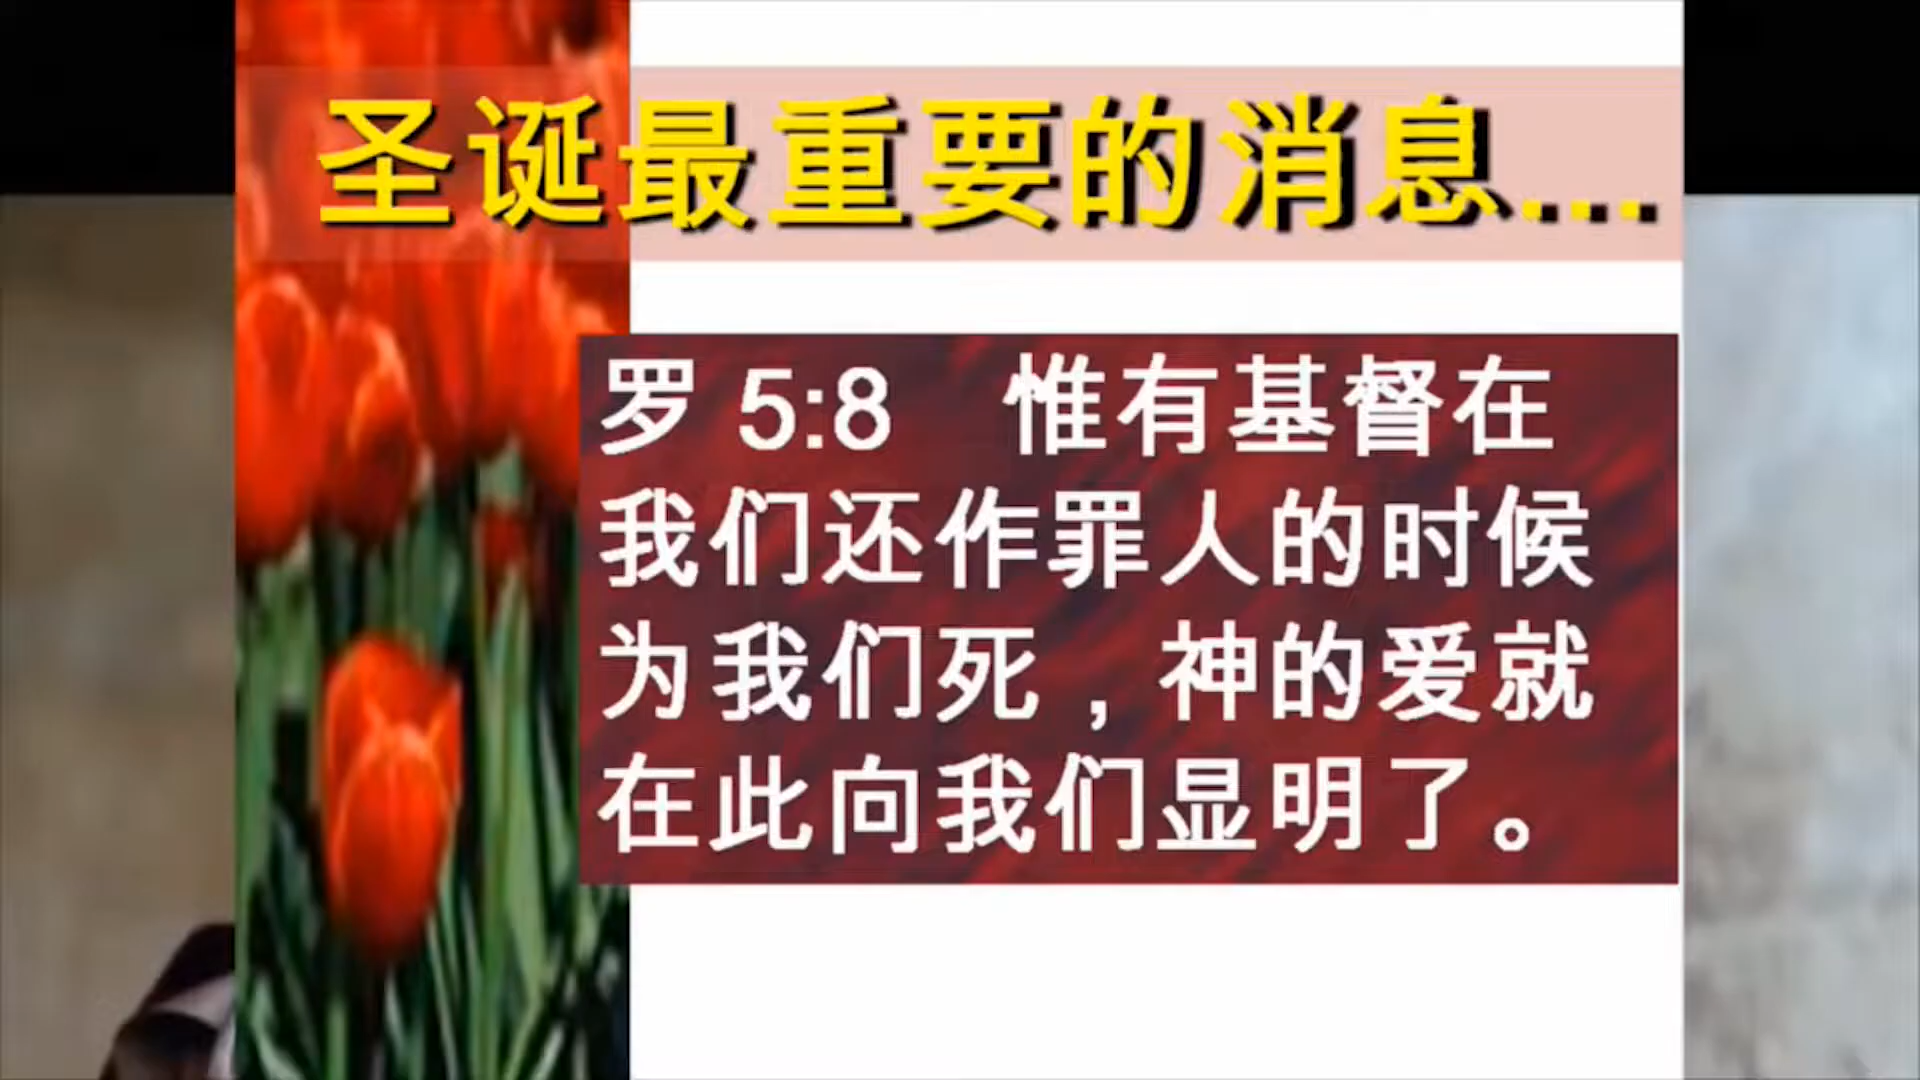 圣诞最重要的消息...
罗 5:8 惟有基督在
我们还作罪人的时候
为我们死，神的爱就
在此向我们显明了。